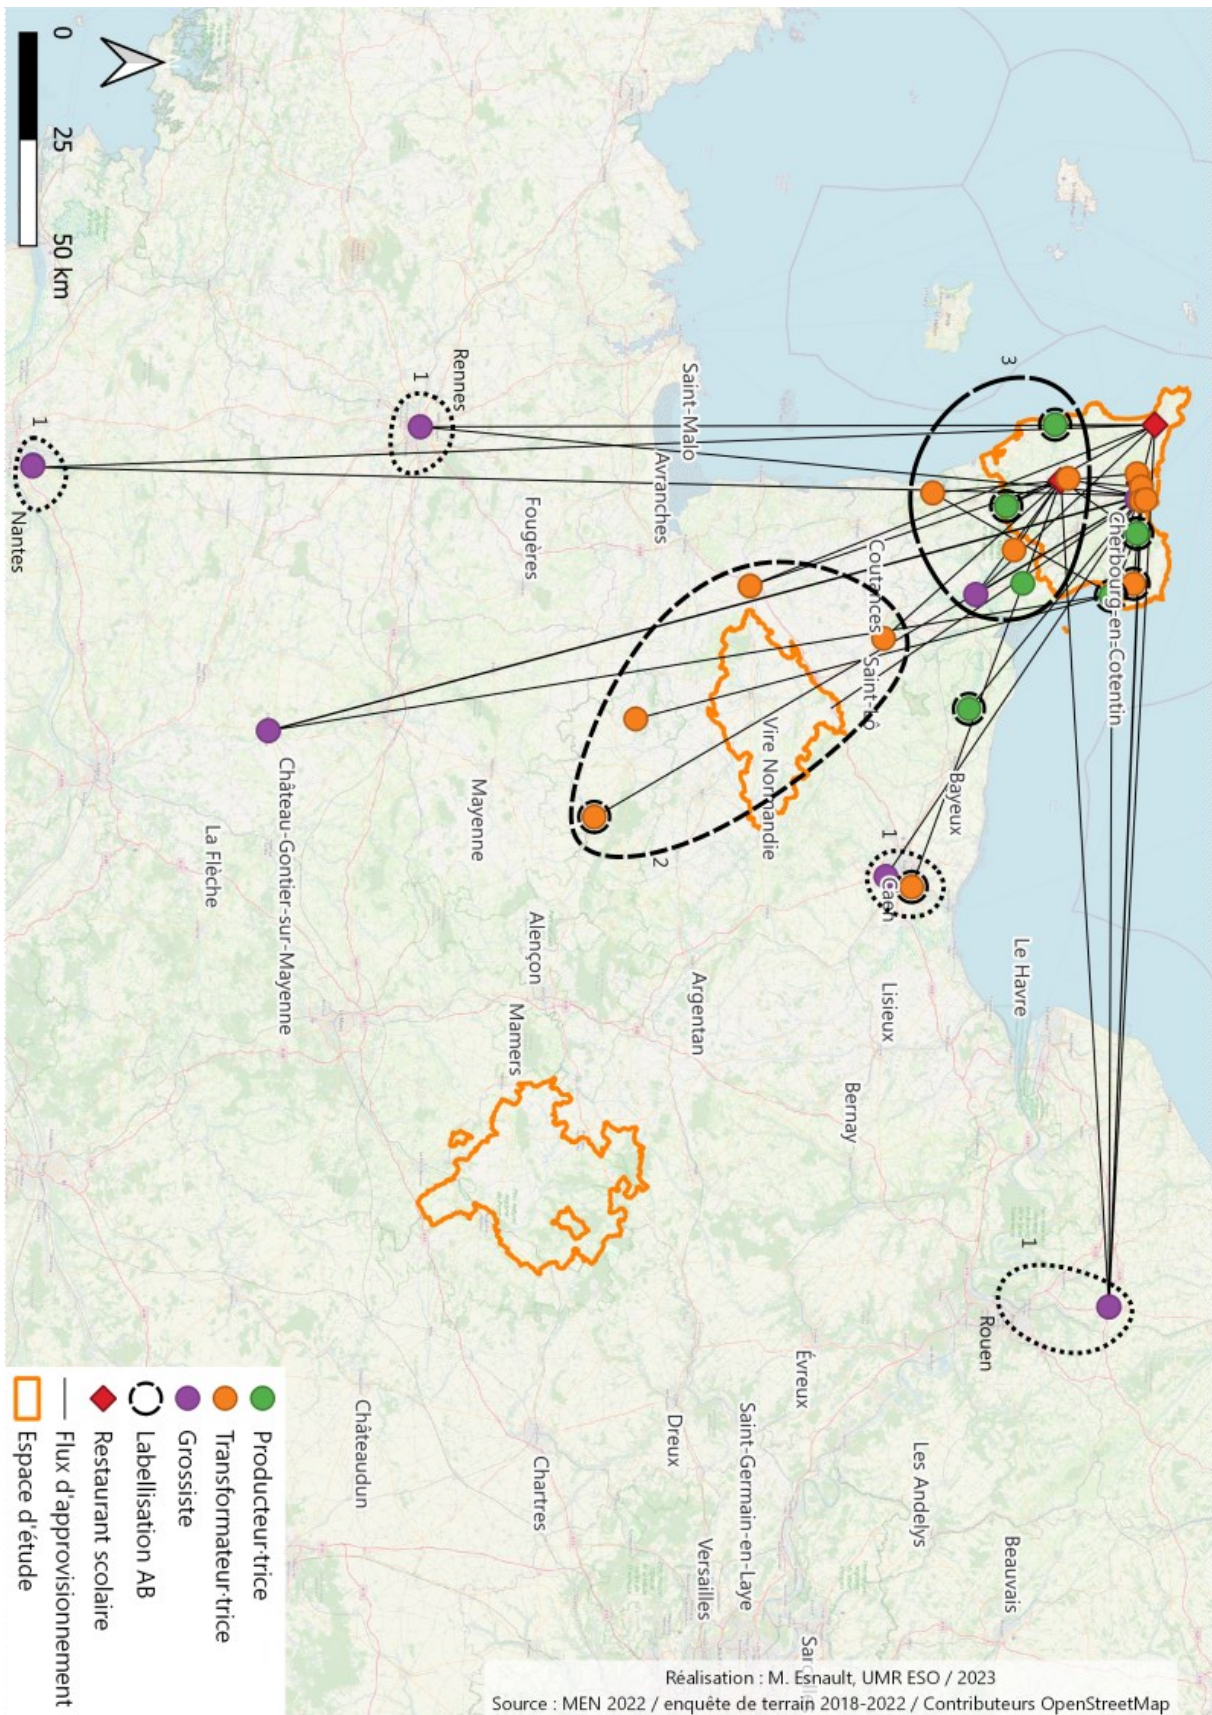 Cherbourg-en-Cotentin
1
Le Havre
Beauvais
3
Rouen
Bayeux
Les Andelys
1
Caen
Lisieux
Coutances
Saint-Lô
Bernay
Évreux
Vire Normandie
Saint-Germain-en-Laye
Versailles
Argentan
Saint-Malo
Dreux
Avranches
2
Chartres
Alençon
Fougères
Mamers
Mayenne
Rennes
1
Châteaudun
Château-Gontier-sur-Mayenne
La Flèche
1
Nantes
0 25 50 km
Producteur·trice
Transformateur·trice
Grossiste
Labellisation AB
Restaurant scolaire
Flux d'approvisionnement
Espace d'étude
Réalisation : M. Esnault, UMR ESO / 2023
Source : MEN 2022 / enquête de terrain 2018-2022 / Contributeurs OpenStreetMap